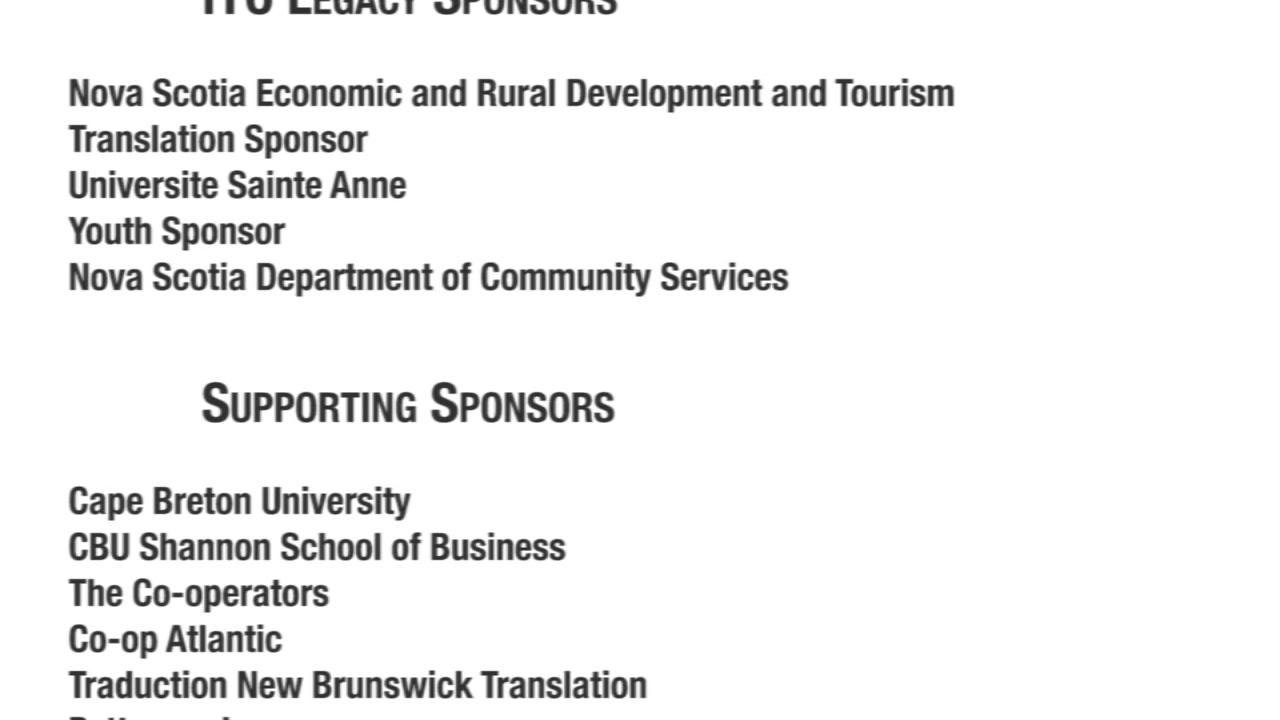 Legacy Sponsors
Nova Scotia Economic and Rural Development and Tourism
Translation Sponsor
Universite Sainte Anne
Youth Sponsor
Nova Scotia Department of Community Services
Supporting Sponsors
Cape Breton University
CBU Shannon School of Business
The Co-operators
Co-op Atlantic
Traduction New Brunswick Translation